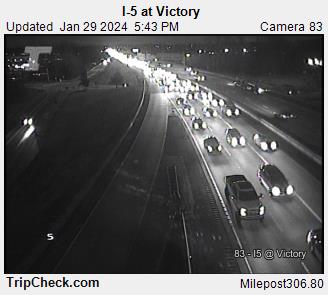 I-5 at Victory
Updated Jan 29 2024 5:43 PM Camera 83
S
83 - I5 @ Victory
TripCheck.com Milepost306.80